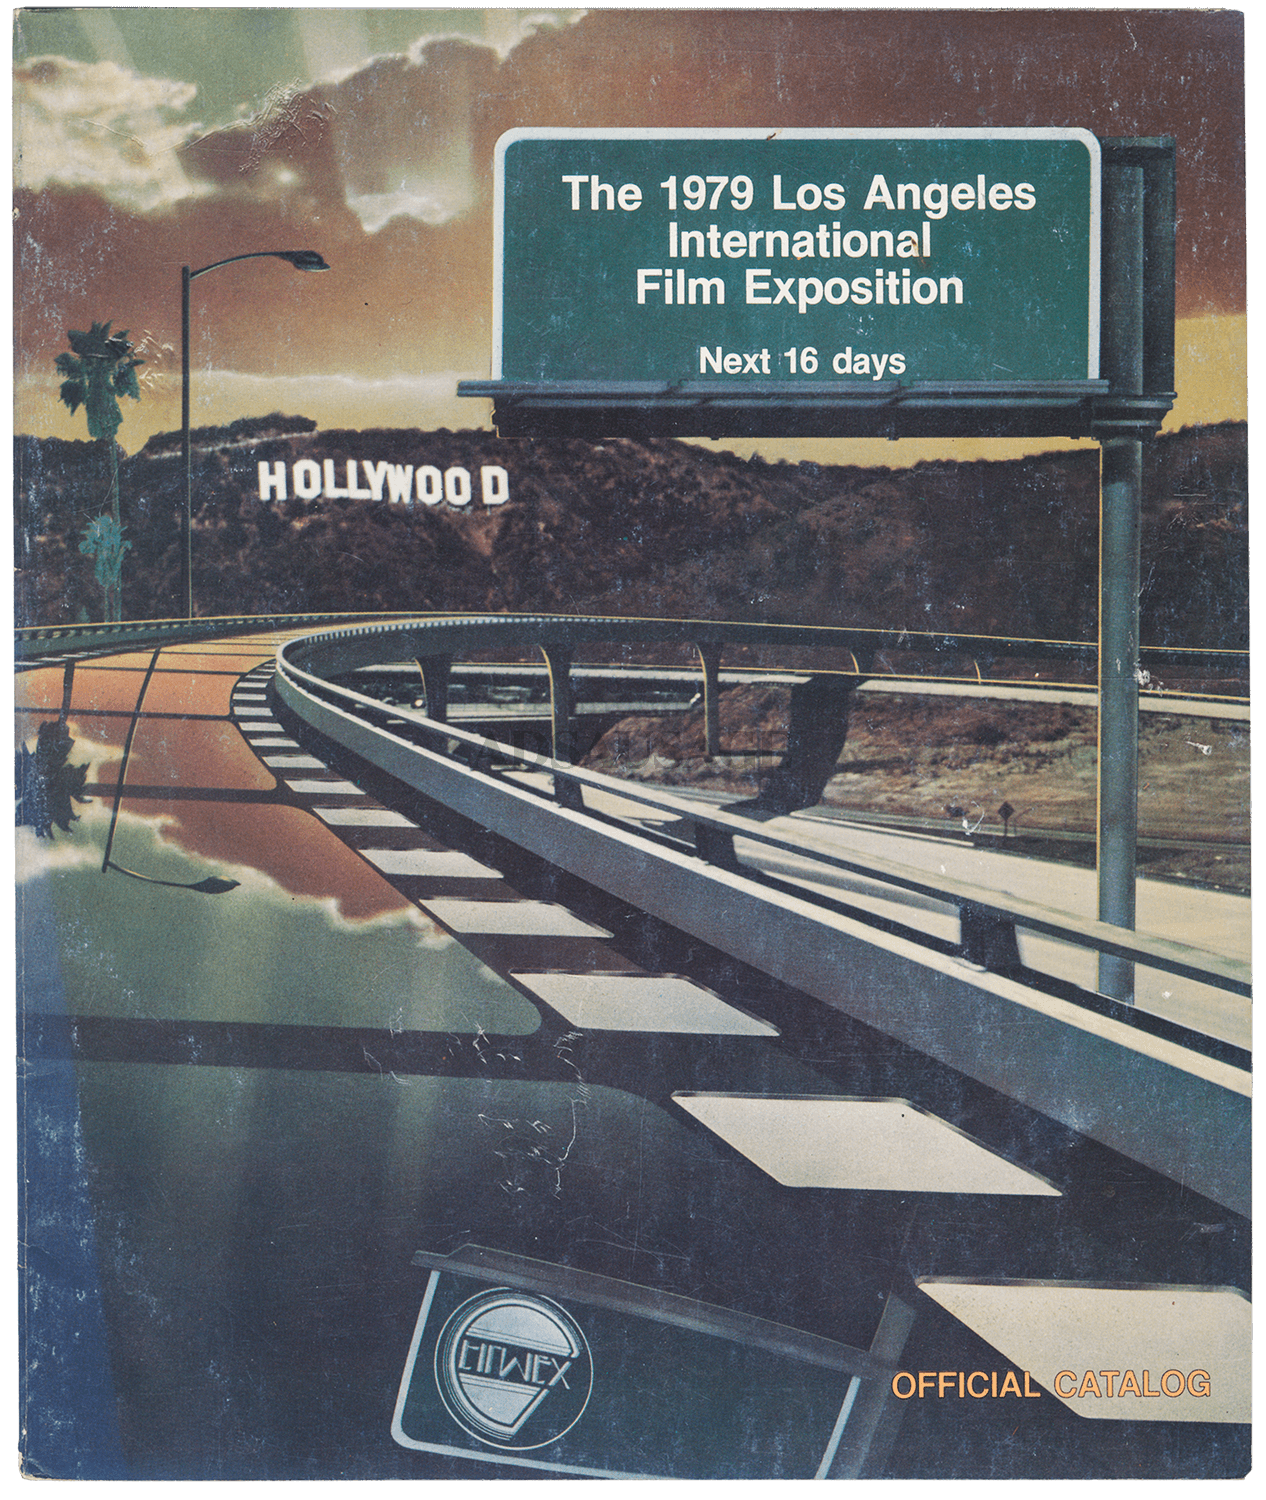 The 1979 Los Angeles
International
Film Exposition
Next 16 days
HOLLYWOOD
FILMEX
OFFICIAL CATALOG